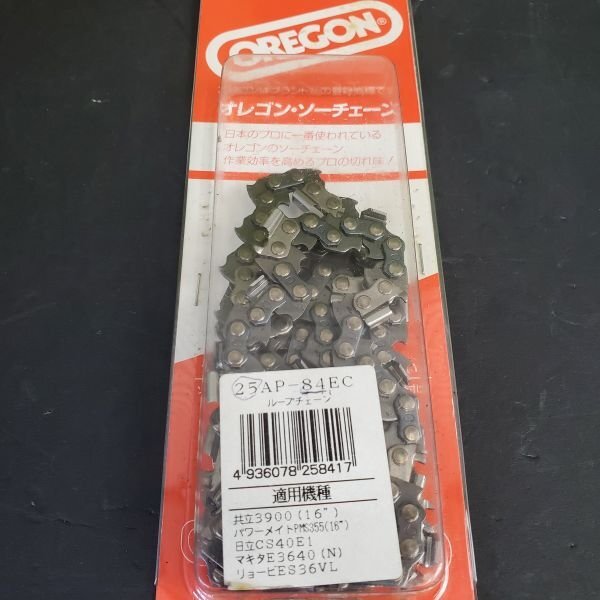 OREGON
オレゴン・ソーチェーン
日本のプロに一番使われている
オレゴンのソーチェーン
作業効率を高めるプロの切れ味!
25AP-84EC
ループチェーン
4 936078 258417
適用機種
共立3900(16")
パワーメイトPMS355(16")
日立CS40E1
マキタE3640(N)
リョービES36VL